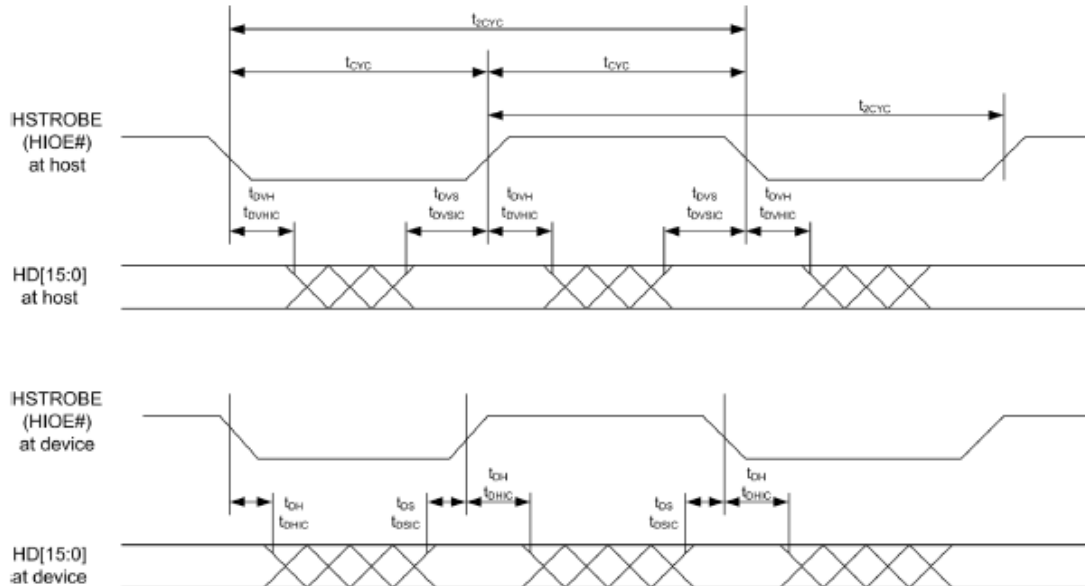 t2CYC
tCYC tCYC
t2CYC
HSTROBE
(HIOE#)
at host
tDVH tDVS tDVH tDVS tDVH
tDVHIC tDVSIC tDVHIC tDVSIC tDVHIC
HD[15:0]
at host
HSTROBE
(HIOE#)
at device
tDH tDS tDH tDS tDH
tDHIC tDSIC tDHIC tDSIC tDHIC
HD[15:0]
at device